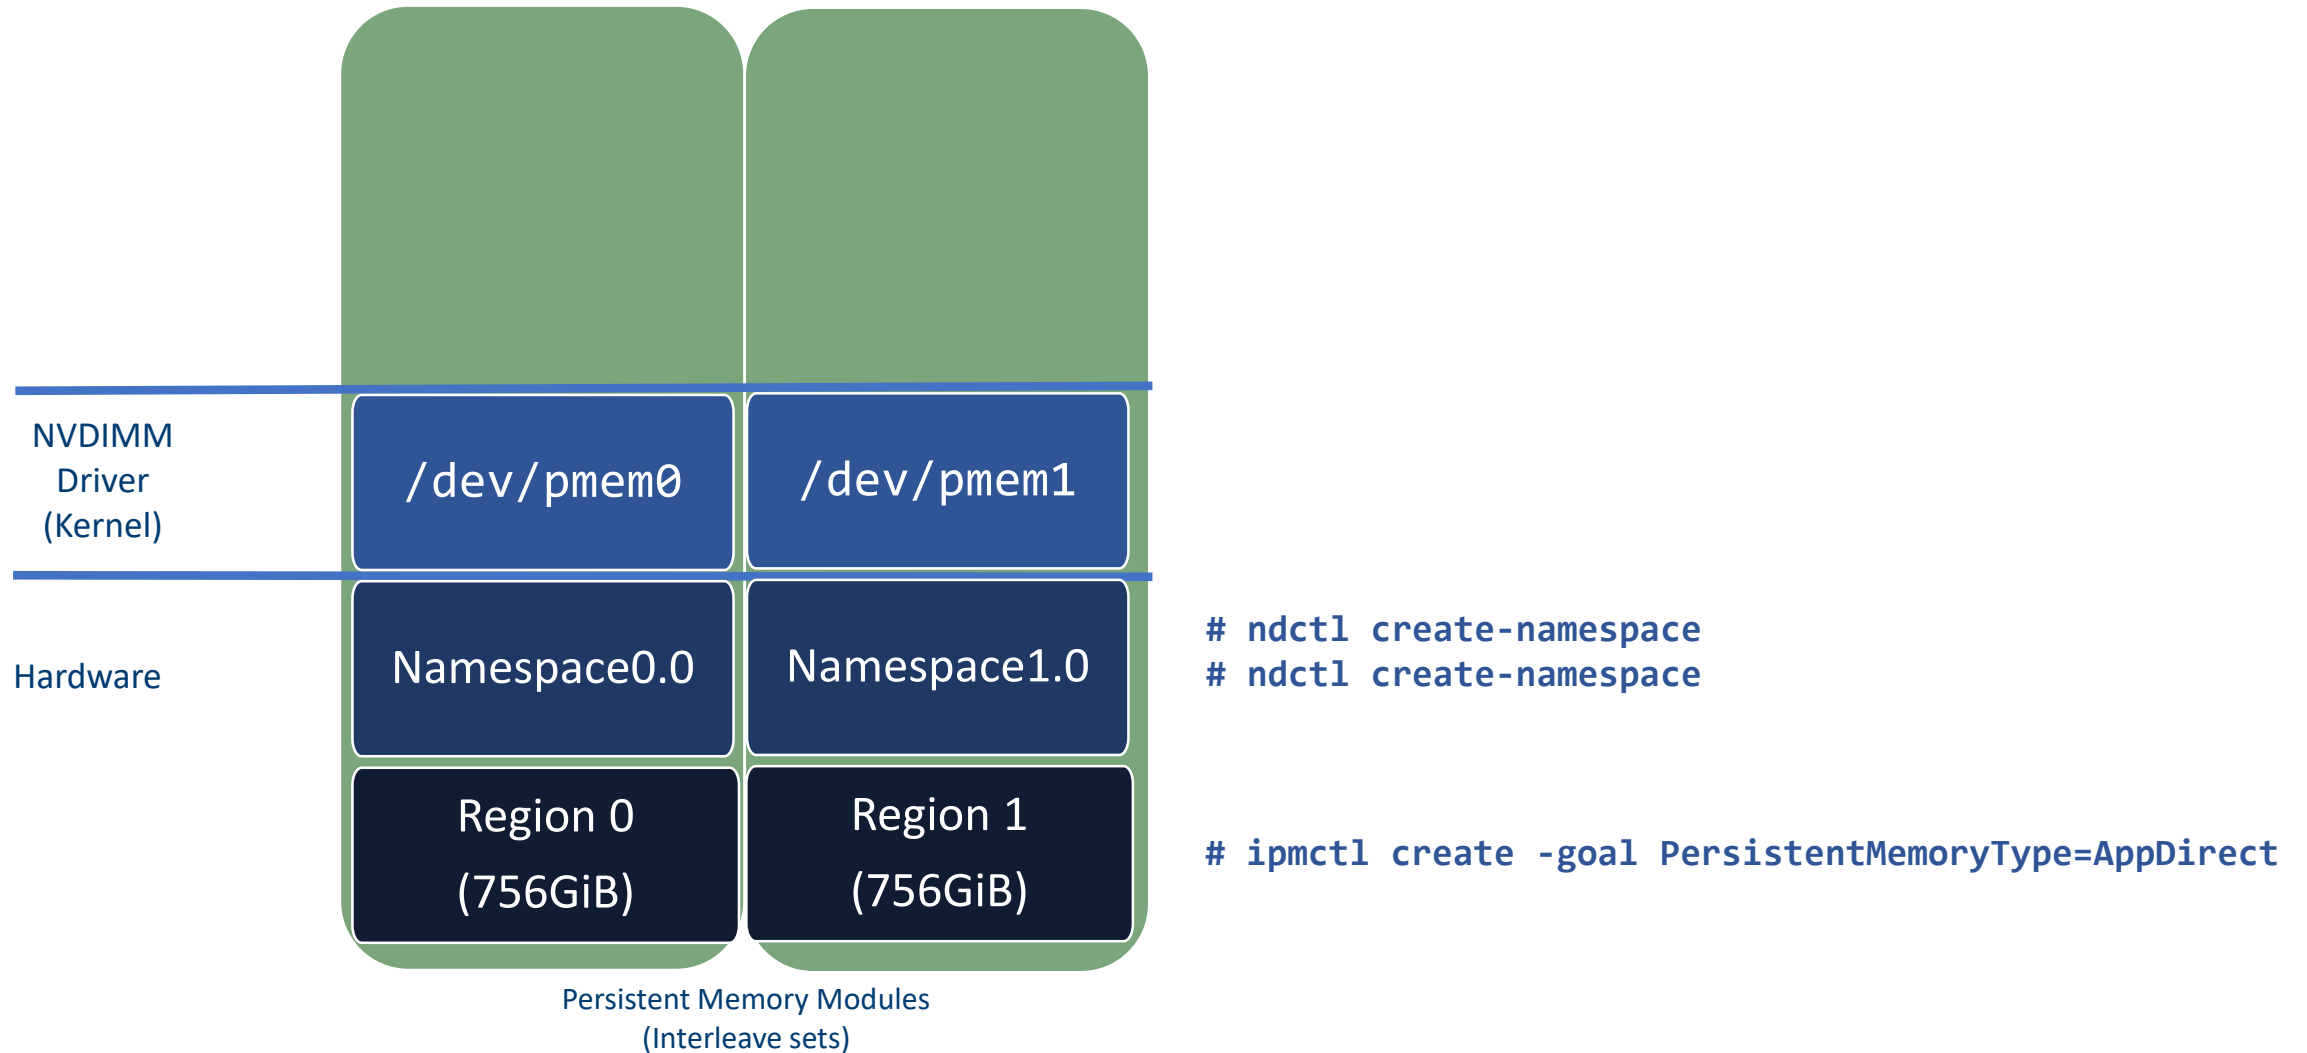 NVDIMM
Driver
(Kernel)
/dev/pmem0
/dev/pmem1
Hardware
Namespace0.0
Namespace1.0
# ndctl create-namespace
# ndctl create-namespace
Region 0
(756GiB)
Region 1
(756GiB)
# ipmctl create -goal PersistentMemoryType=AppDirect
Persistent Memory Modules
(Interleave sets)